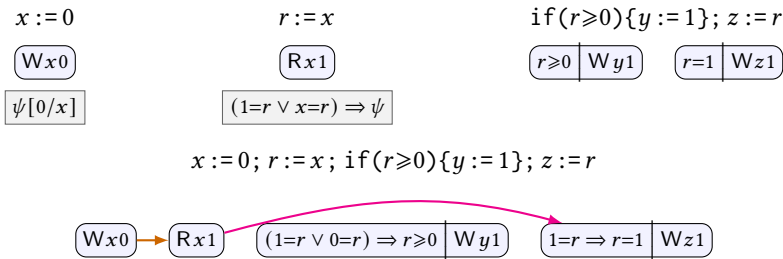 x := 0 r := x if(r⩾0){y := 1}; z := r
Wx0 Rx1 r⩾0 | Wy1 r=1 | Wz1
ψ[0/x] (1=r ∨ x=r) ⇒ ψ
x := 0; r := x; if(r⩾0){y := 1}; z := r
Wx0 Rx1 (1=r ∨ 0=r) ⇒ r⩾0 | Wy1 1=r ⇒ r=1 | Wz1